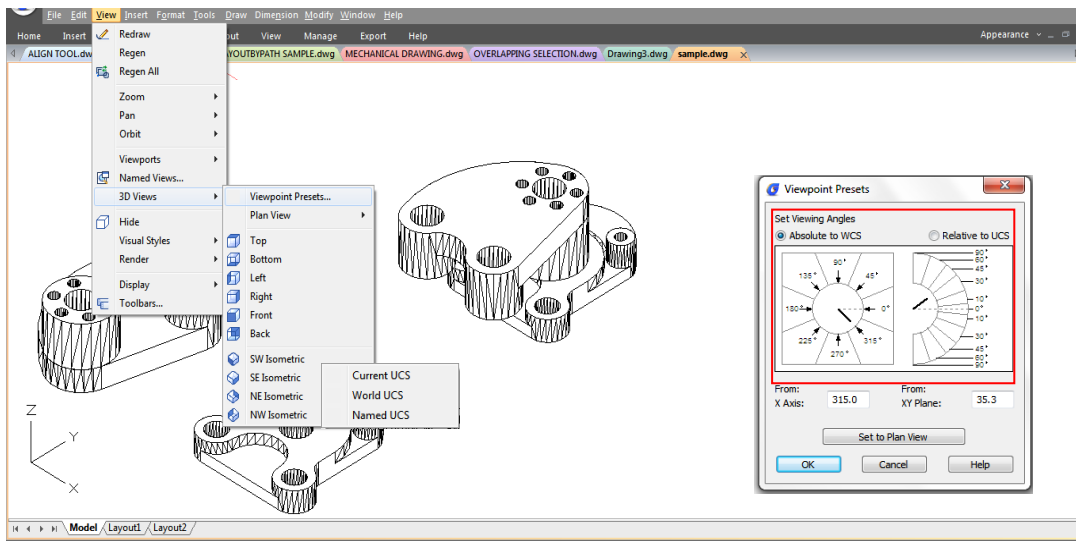 File Edit View Insert Format Tools Draw Dimension Modify Window Help
Home Insert out View Manage Export Help Appearance
ALIGN TOOL.dw YOUTBYPATH SAMPLE.dwg MECHANICAL DRAWING.dwg OVERLAPPING SELECTION.dwg Drawing3.dwg sample.dwg
Redraw
Regen
Regen All
Zoom
Pan
Orbit
Viewports
Named Views...
3D Views
Hide
Visual Styles
Render
Display
Toolbars...
Viewpoint Presets...
Plan View
Top
Bottom
Left
Right
Front
Back
SW Isometric
SE Isometric
NE Isometric
NW Isometric
Current UCS
World UCS
Named UCS
Viewpoint Presets
Set Viewing Angles
Absolute to WCS Relative to UCS
90°
135° 45°
180° 0°
225° 315°
270°
90°
60°
45°
30°
10°
0°
-10°
-30°
-45°
-60°
-90°
From: From:
X Axis: 315.0 XY Plane: 35.3
Set to Plan View
OK Cancel Help
Z
Y
X
Model Layout1 Layout2